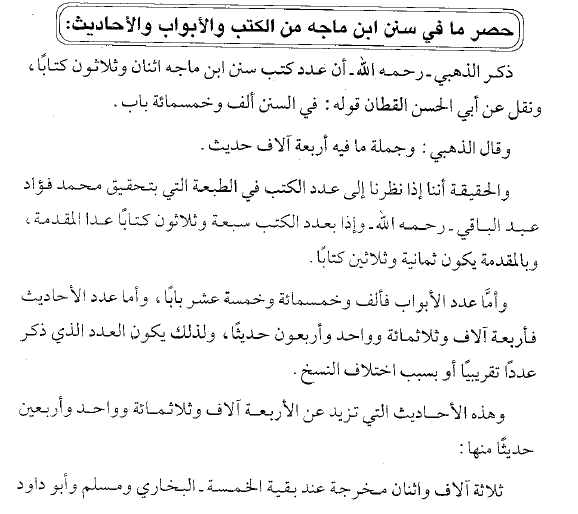 حصر ما في سنن ابن ماجه من الكتب والأبواب والأحاديث:
ذكر الذهبي ـ رحمه الله ـ أن عدد كتب سنن ابن ماجه اثنان وثلاثون كتابًا،
ونقل عن أبي الحسن القطان قوله: في السنن ألف وخمسمائة باب.
وقال الذهبي: وجملة ما فيه أربعة آلاف حديث.
والحقيقة أننا إذا نظرنا إلى عدد الكتب في الطبعة التي بتحقيق محمد فؤاد
عبد الباقي ـ رحمه الله ـ وإذا بعدد الكتب سبعة وثلاثون كتابًا عدا المقدمة،
وبالمقدمة يكون ثمانية وثلاثين كتابًا.
وأمَّا عدد الأبواب فألف وخمسمائة وخمسة عشر بابًا، وأما عدد الأحاديث
فأربعة آلاف وثلاثمائة وواحد وأربعون حديثًا، ولذلك يكون العدد الذي ذكر
عددًا تقريبيًا أو بسبب اختلاف النسخ.
وهذه الأحاديث التي تزيد عن الأربعة آلاف وثلاثمائة وواحد وأربعين
حديثًا منها:
ثلاثة آلاف واثنان مخرجة عند بقية الخمسة ـ البخاري ومسلم وأبو داود